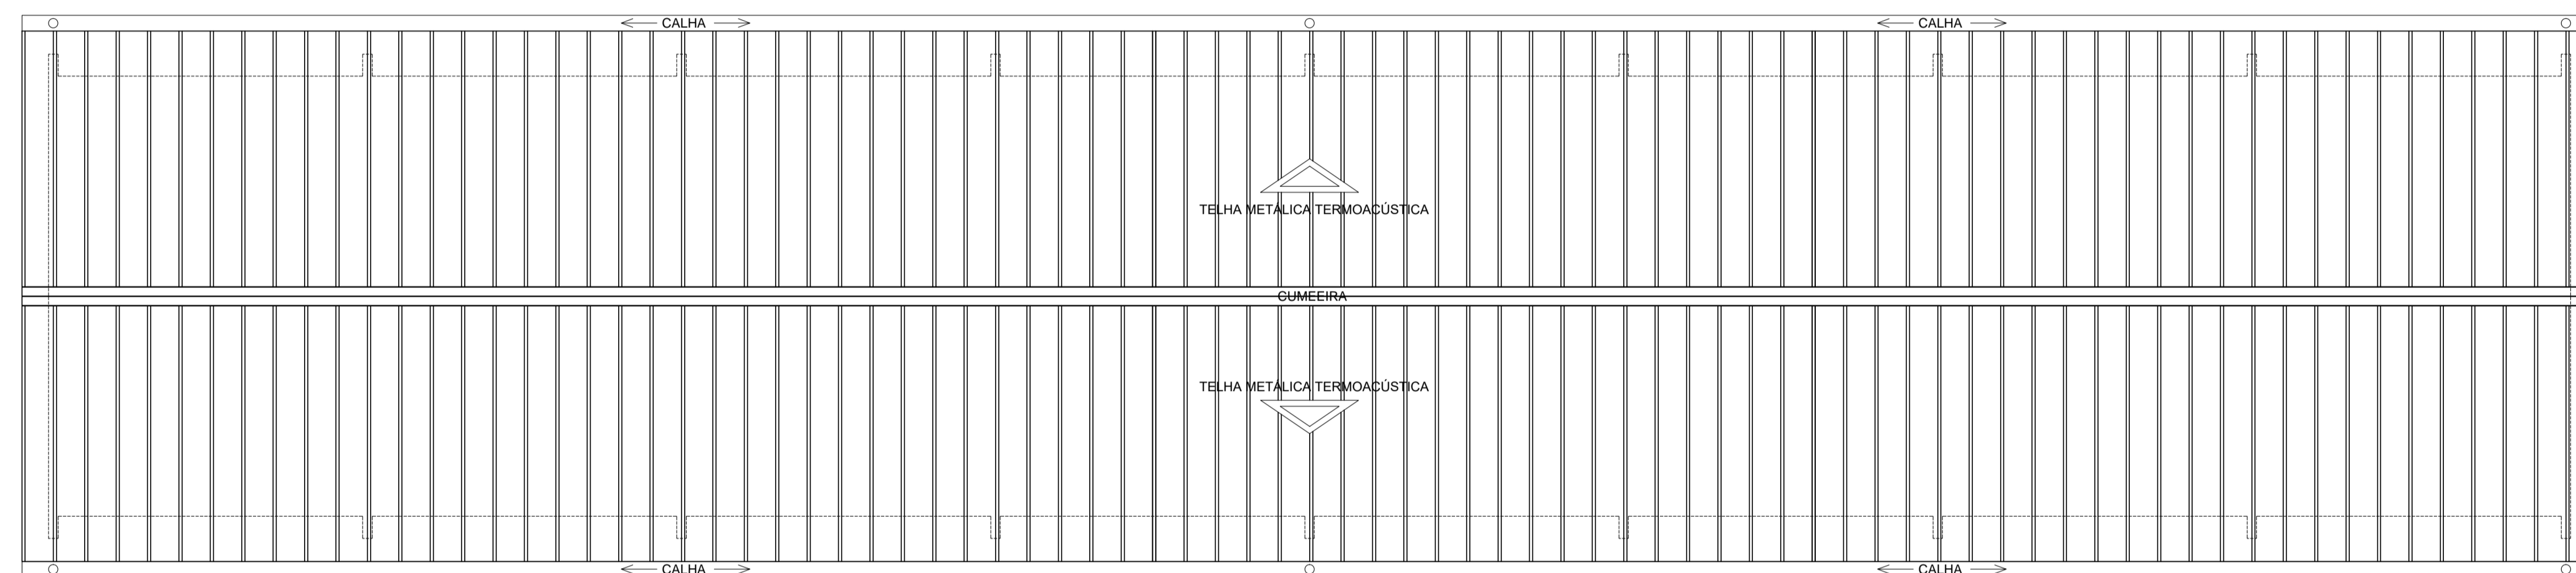 CALHA
CALHA
TELHA METÁLICA TERMOACÚSTICA
CUMEEIRA
TELHA METÁLICA TERMOACÚSTICA
CALHA
CALHA